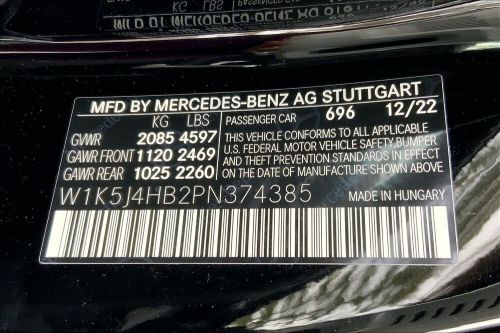 MFD BY MERCEDES-BENZ AG STUTTGART
KG LBS PASSENGER CAR 696 12/22
GVWR 2085 4597
GAWR FRONT 1120 2469
GAWR REAR 1025 2260
THIS VEHICLE CONFORMS TO ALL APPLICABLE
U.S. FEDERAL MOTOR VEHICLE SAFETY,BUMPER,
AND THEFT PREVENTION STANDARDS IN EFFECT
ON THE DATE OF MANUFACTURE SHOWN ABOVE.
W1K5J4HB2PN374385
MADE IN HUNGARY